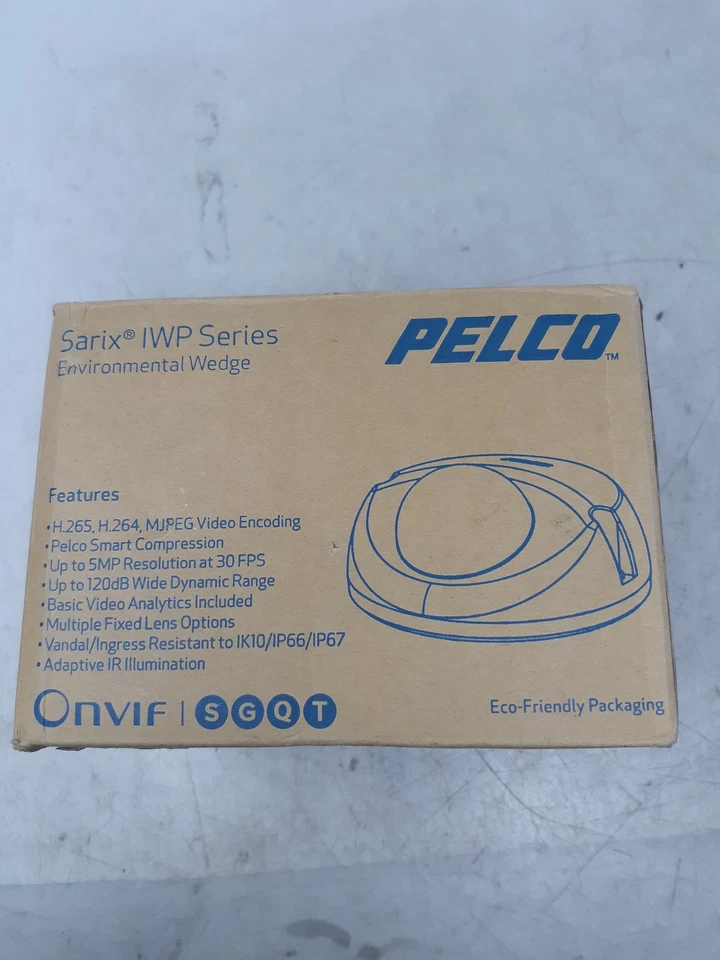 Sarix® IWP Series
Environmental Wedge
PELCO™
Features
• H.265, H.264, MJPEG Video Encoding
• Pelco Smart Compression
• Up to 5MP Resolution at 30 FPS
• Up to 120dB Wide Dynamic Range
• Basic Video Analytics Included
• Multiple Fixed Lens Options
• Vandal/Ingress Resistant to IK10/IP66/IP67
• Adaptive IR Illumination
ONVIF | S G Q T
Eco-Friendly Packaging